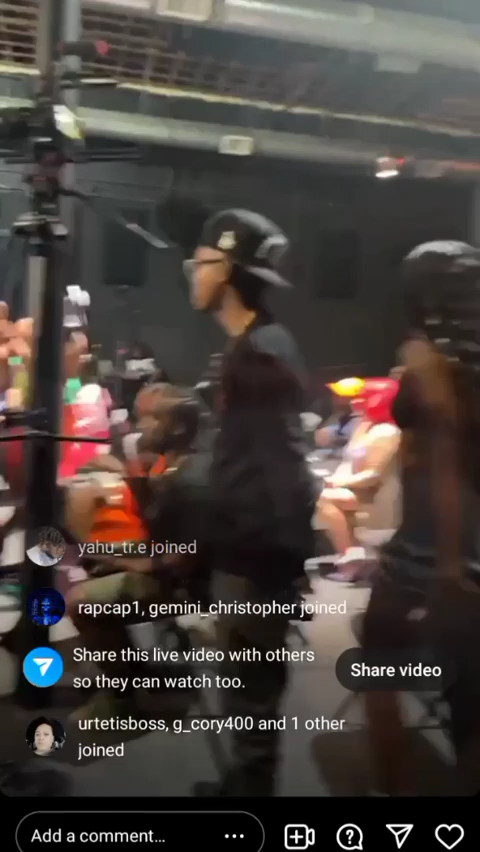 yahu_tr.e joined
rapcap1, gemini_christopher joined
Share this live video with others
so they can watch too.
Share video
urtetisboss, g_cory400 and 1 other
joined
Add a comment...